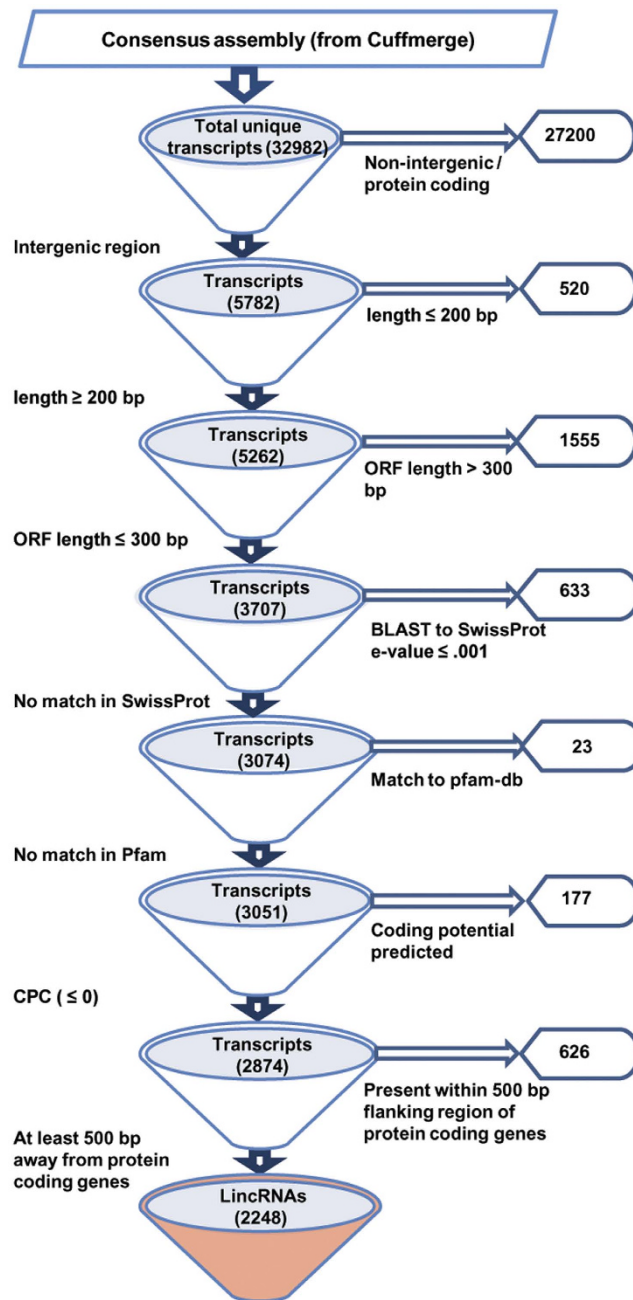 Consensus assembly (from Cuffmerge)
Total unique
transcripts (32982)
27200
Non-intergenic /
protein coding
Intergenic region
Transcripts
(5782)
520
length ≤ 200 bp
length ≥ 200 bp
Transcripts
(5262)
1555
ORF length > 300
bp
ORF length ≤ 300 bp
Transcripts
(3707)
633
BLAST to SwissProt
e-value ≤ .001
No match in SwissProt
Transcripts
(3074)
23
Match to pfam-db
No match in Pfam
Transcripts
(3051)
177
Coding potential
predicted
CPC ( ≤ 0)
Transcripts
(2874)
626
Present within 500 bp
flanking region of
protein coding genes
At least 500 bp
away from protein
coding genes
LincRNAs
(2248)